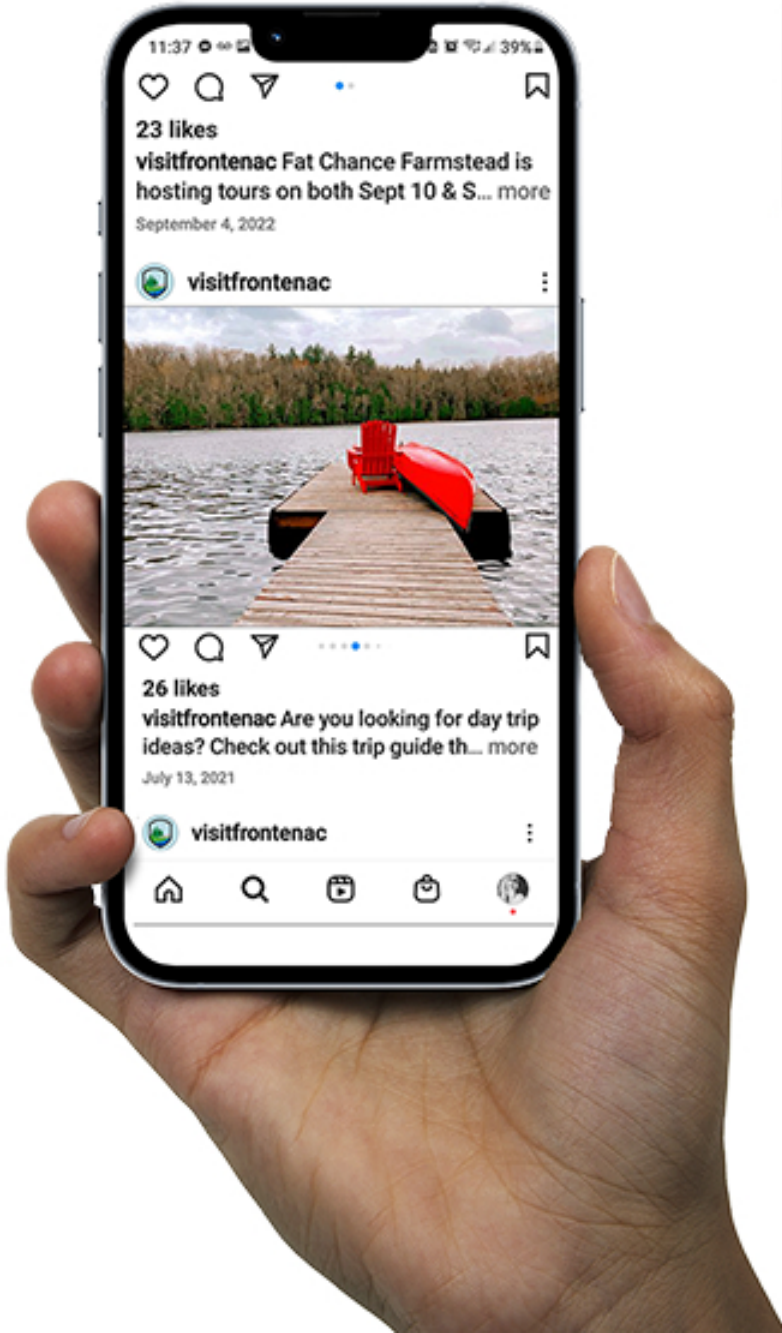 11:37 39%
23 likes
visitfrontenac Fat Chance Farmstead is
hosting tours on both Sept 10 & S... more
September 4, 2022
visitfrontenac
26 likes
visitfrontenac Are you looking for day trip
ideas? Check out this trip guide th... more
July 13, 2021
visitfrontenac